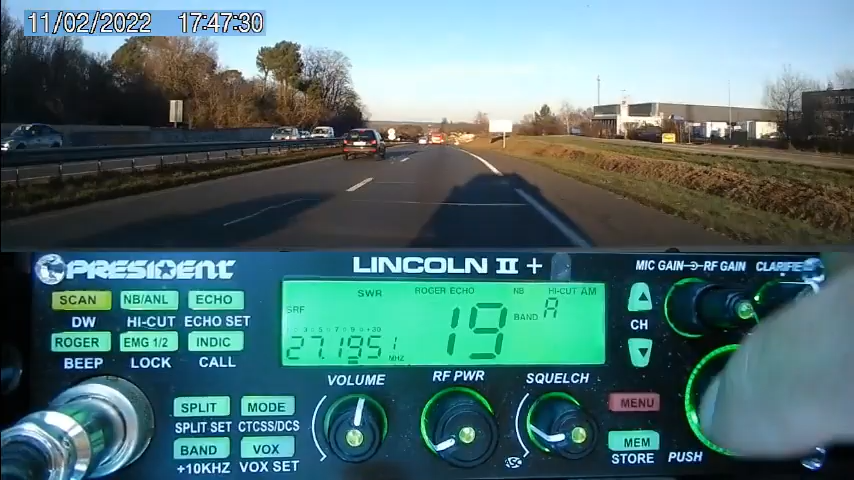 11/02/2022 17:47:30
PRESIDENT LINCOLN II + MIC GAIN RF GAIN CLARIFIE
SCAN NB/ANL ECHO
DW HI-CUT ECHO SET
ROGER EMG 1/2 INDIC
BEEP LOCK CALL
SWR ROGER ECHO NB HI-CUT AM
SRF
19 BAND A
27.1851 MHZ
CH
VOLUME RF PWR SQUELCH
SPLIT MODE
SPLIT SET CTCSS/DCS
BAND VOX
+10KHZ VOX SET
ASC
MENU
MEM
STORE PUSH